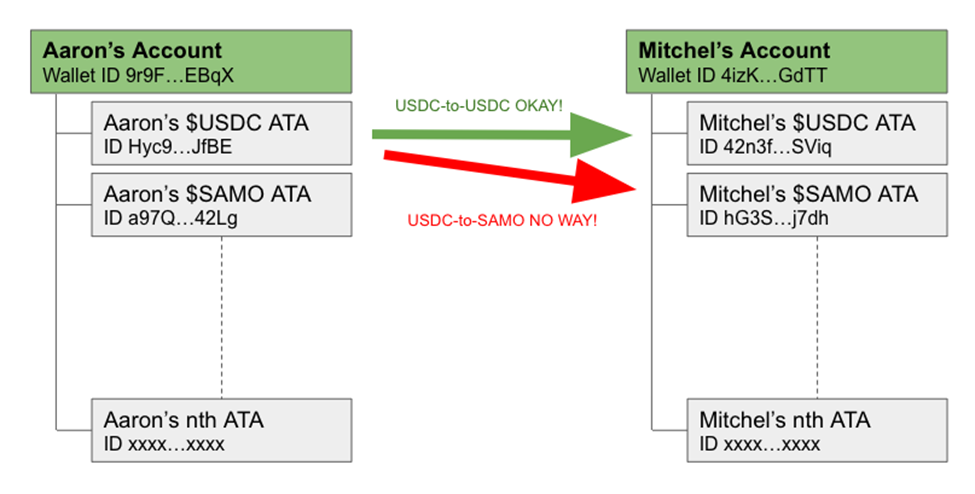 Aaron’s Account
Wallet ID 9r9F…EBqX
Aaron’s $USDC ATA
ID Hyc9…JfBE
Aaron’s $SAMO ATA
ID a97Q…42Lg
Aaron’s nth ATA
ID xxxx…xxxx
USDC-to-USDC OKAY!
USDC-to-SAMO NO WAY!
Mitchel’s Account
Wallet ID 4izK…GdTT
Mitchel’s $USDC ATA
ID 42n3f…SViq
Mitchel’s $SAMO ATA
ID hG3S…j7dh
Mitchel’s nth ATA
ID xxxx…xxxx